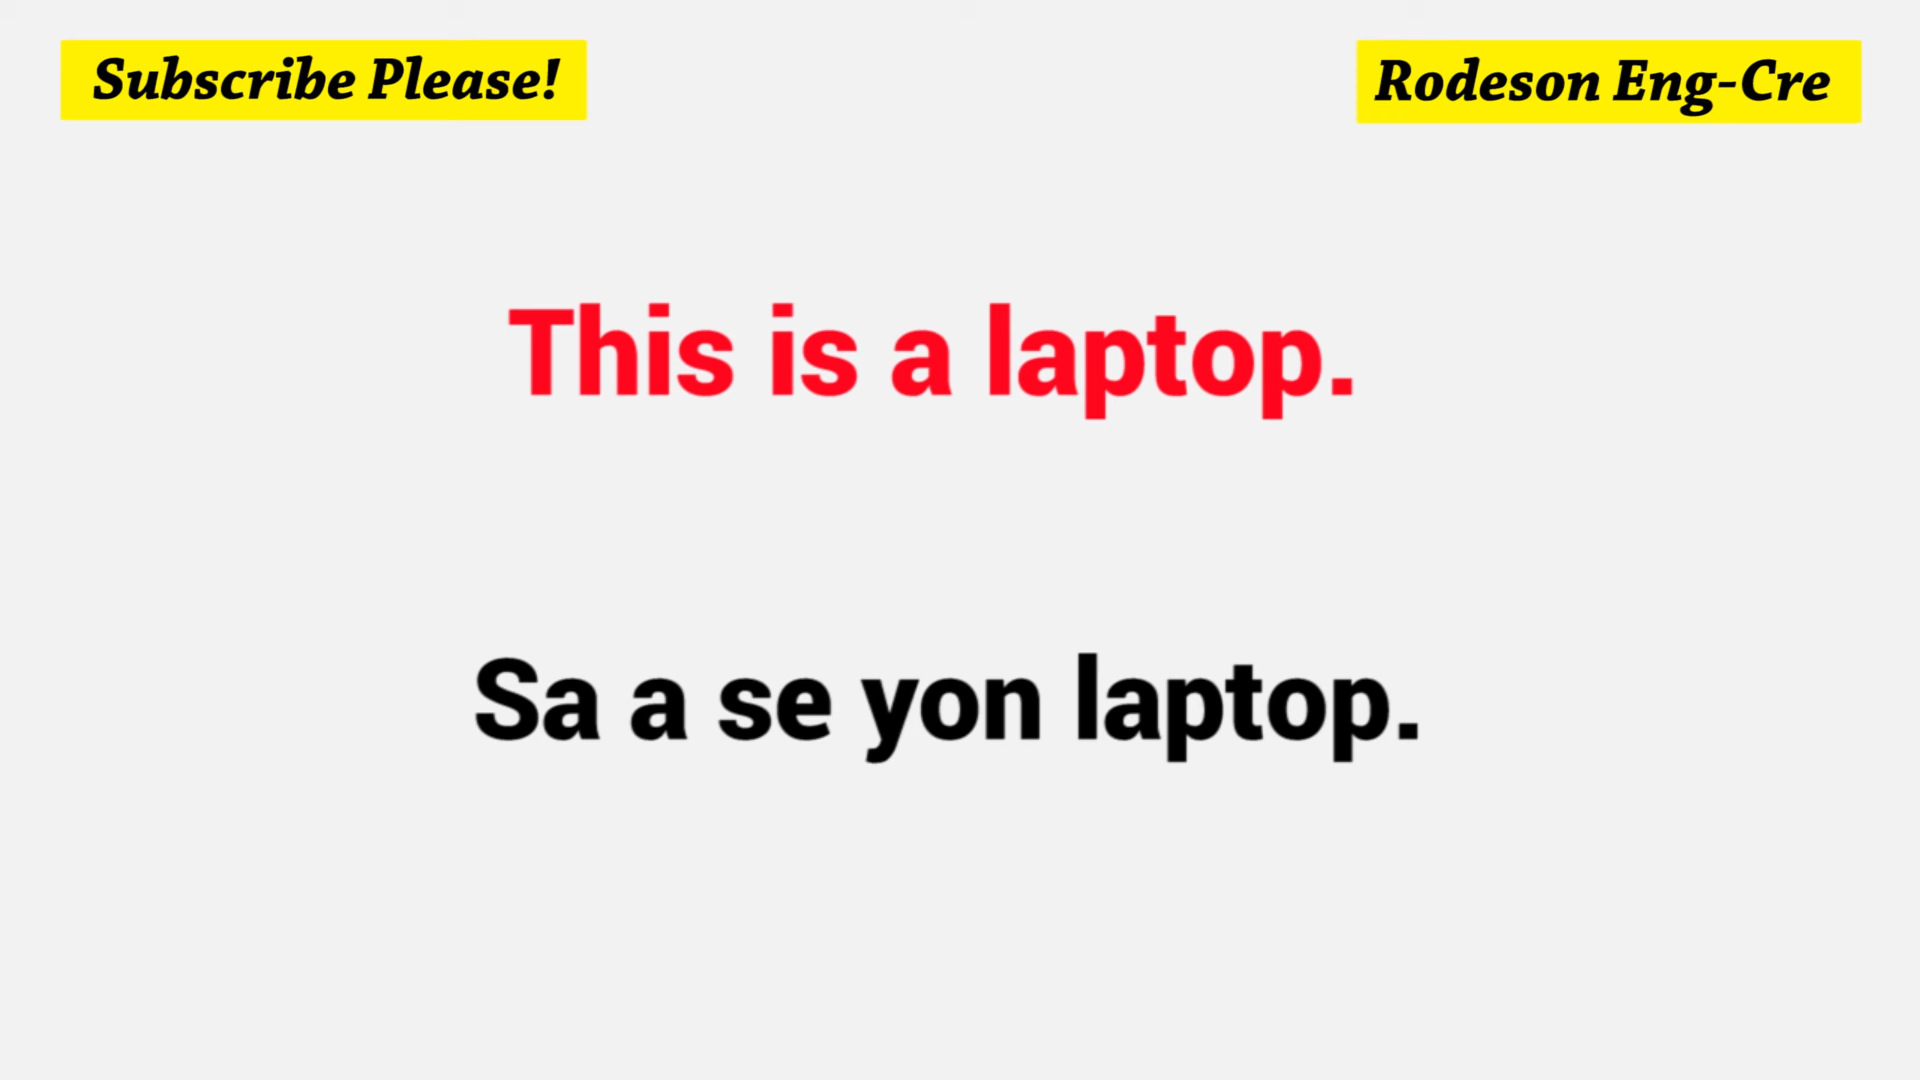 Subscribe Please!
Rodeson Eng-Cre
This is a laptop.
Sa a se yon laptop.